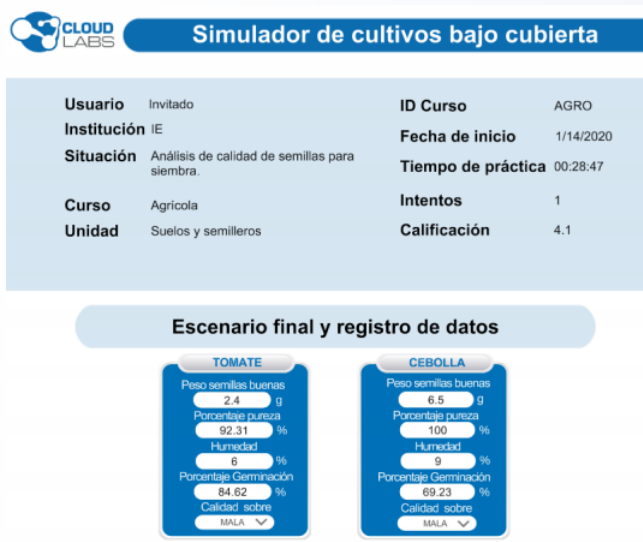 CLOUD
LABS
Simulador de cultivos bajo cubierta
Usuario Invitado
Institución IE
Situación Análisis de calidad de semillas para
siembra.
Curso Agrícola
Unidad Suelos y semilleros
ID Curso AGRO
Fecha de inicio 1/14/2020
Tiempo de práctica 00:28:47
Intentos 1
Calificación 4.1
Escenario final y registro de datos
TOMATE
Peso semillas buenas
2.4 g
Porcentaje pureza
92.31 %
Humedad
6 %
Porcentaje Germinación
84.62 %
Calidad sobre
MALA
CEBOLLA
Peso semillas buenas
6.5 g
Porcentaje pureza
100 %
Humedad
9 %
Porcentaje Germinación
69.23 %
Calidad sobre
MALA